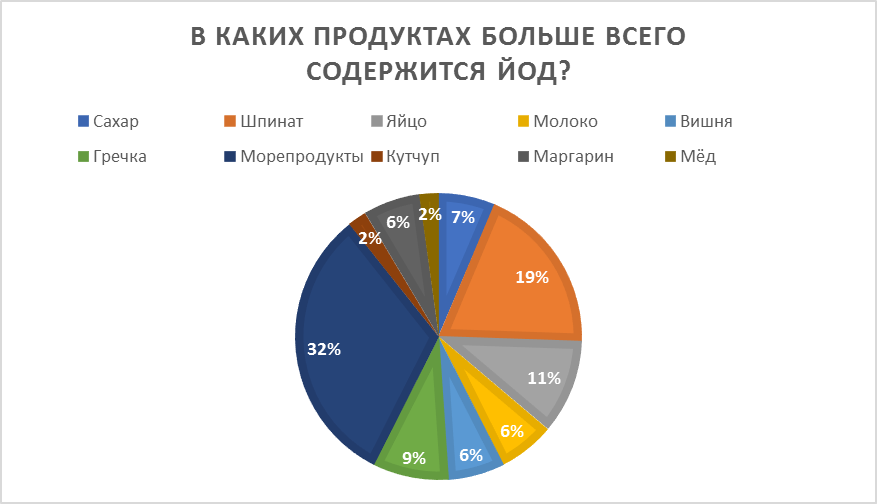 В КАКИХ ПРОДУКТАХ БОЛЬШЕ ВСЕГО
СОДЕРЖИТСЯ ЙОД?
Сахар Шпинат Яйцо Молоко Вишня
Гречка Морепродукты Кутчуп Маргарин Мёд
7%
19%
11%
6%
6%
9%
32%
2%
6%
2%